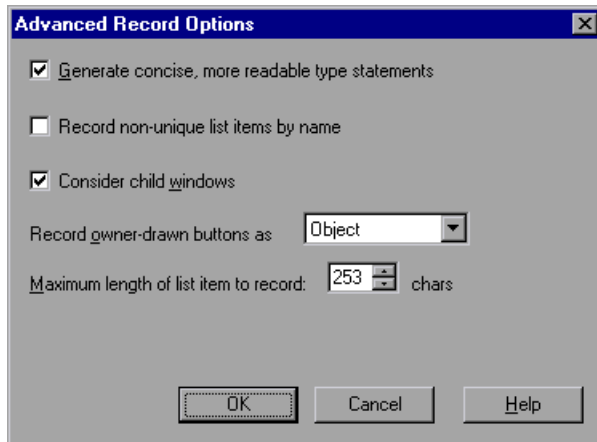 Advanced Record Options
Generate concise, more readable type statements
Record non-unique list items by name
Consider child windows
Record owner-drawn buttons as Object
Maximum length of list item to record: 253 chars
OK Cancel Help